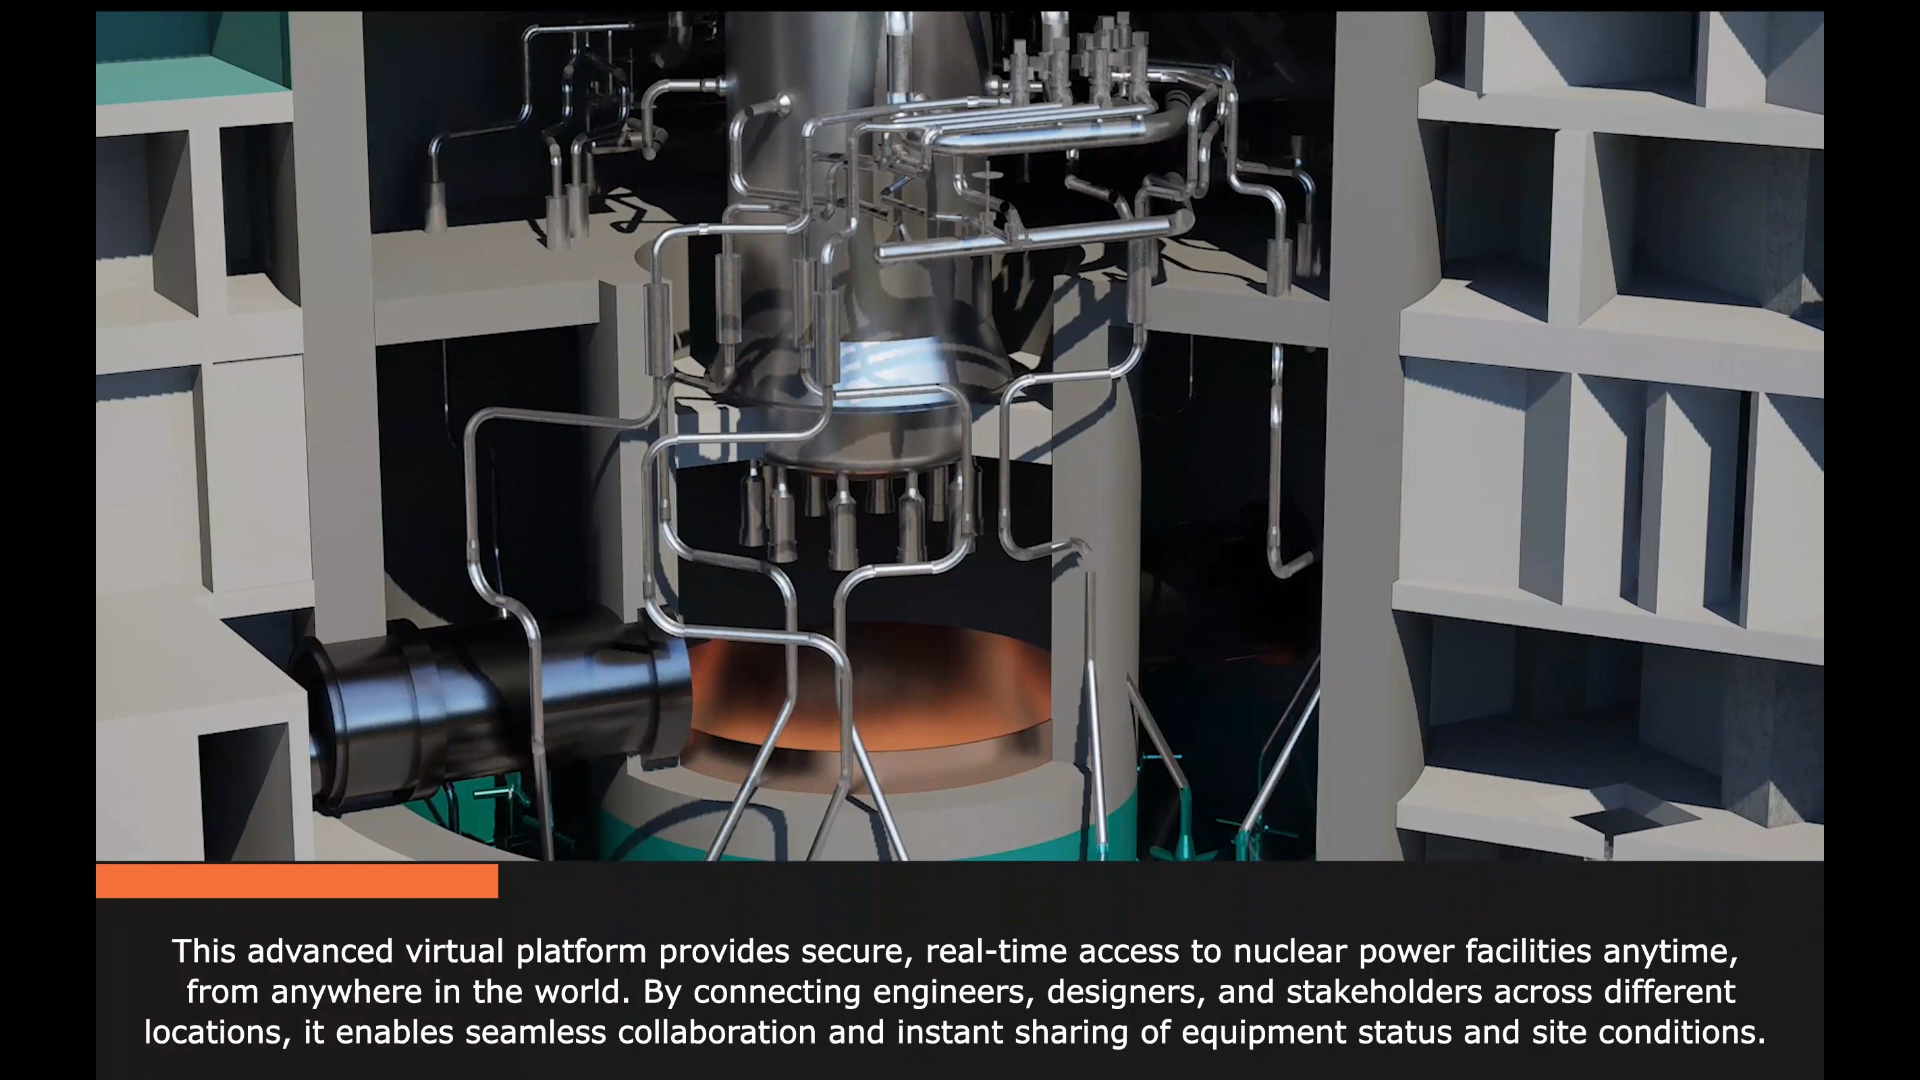 This advanced virtual platform provides secure, real-time access to nuclear power facilities anytime,
from anywhere in the world. By connecting engineers, designers, and stakeholders across different
locations, it enables seamless collaboration and instant sharing of equipment status and site conditions.